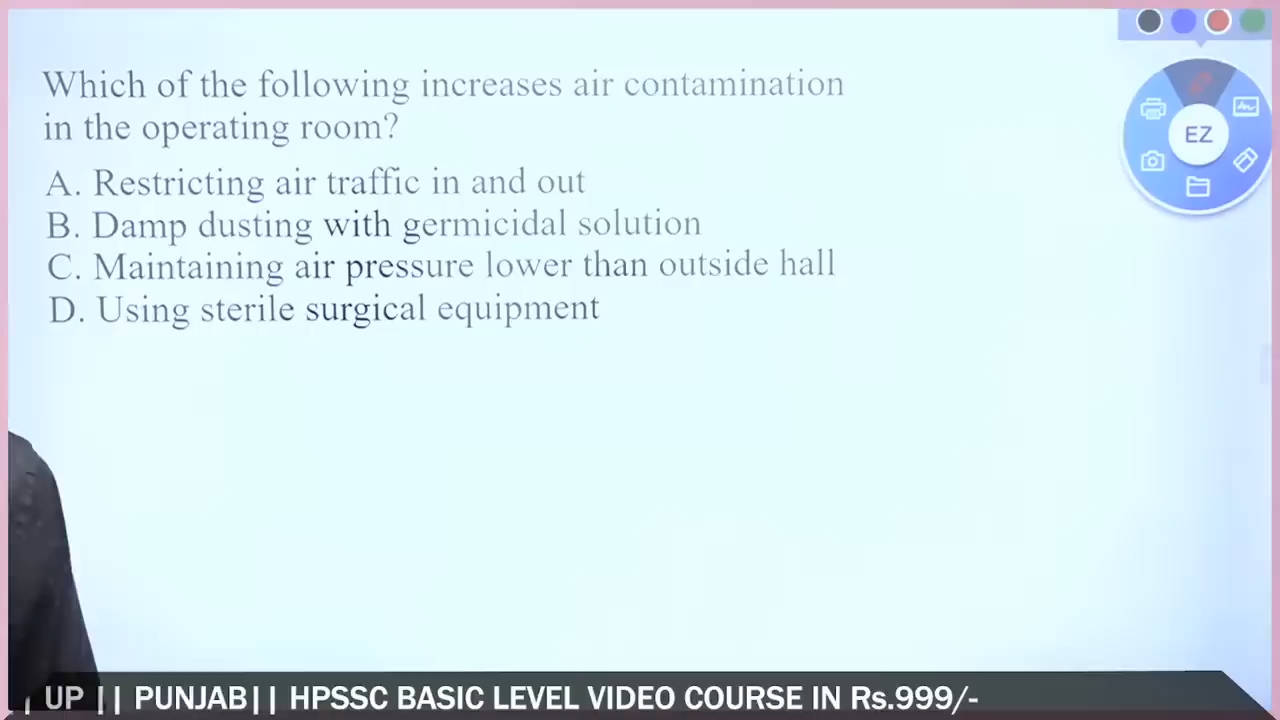 EZ
Which of the following increases air contamination
in the operating room?
A. Restricting air traffic in and out
B. Damp dusting with germicidal solution
C. Maintaining air pressure lower than outside hall
D. Using sterile surgical equipment
UP || PUNJAB|| HPSSC BASIC LEVEL VIDEO COURSE IN Rs.999/-